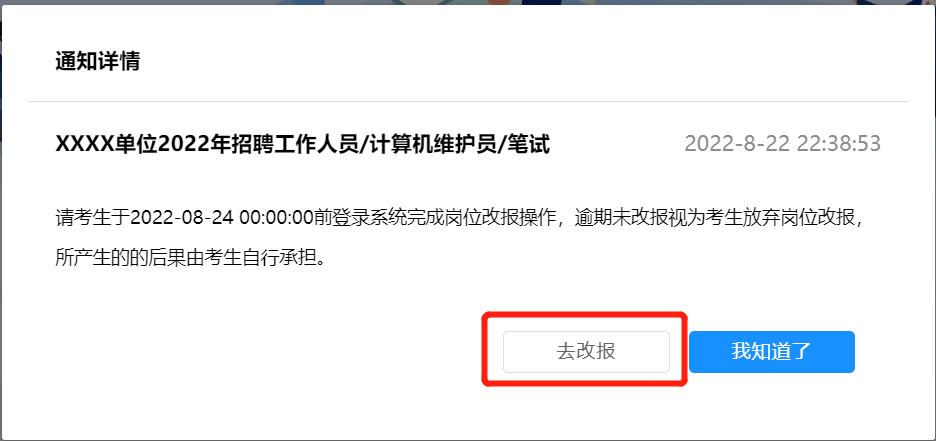 通知详情
XXXX单位2022年招聘工作人员/计算机维护员/笔试 2022-8-22 22:38:53
请考生于2022-08-24 00:00:00前登录系统完成岗位改报操作，逾期未改报视为考生放弃岗位改报，
所产生的的后果由考生自行承担。
去改报 我知道了